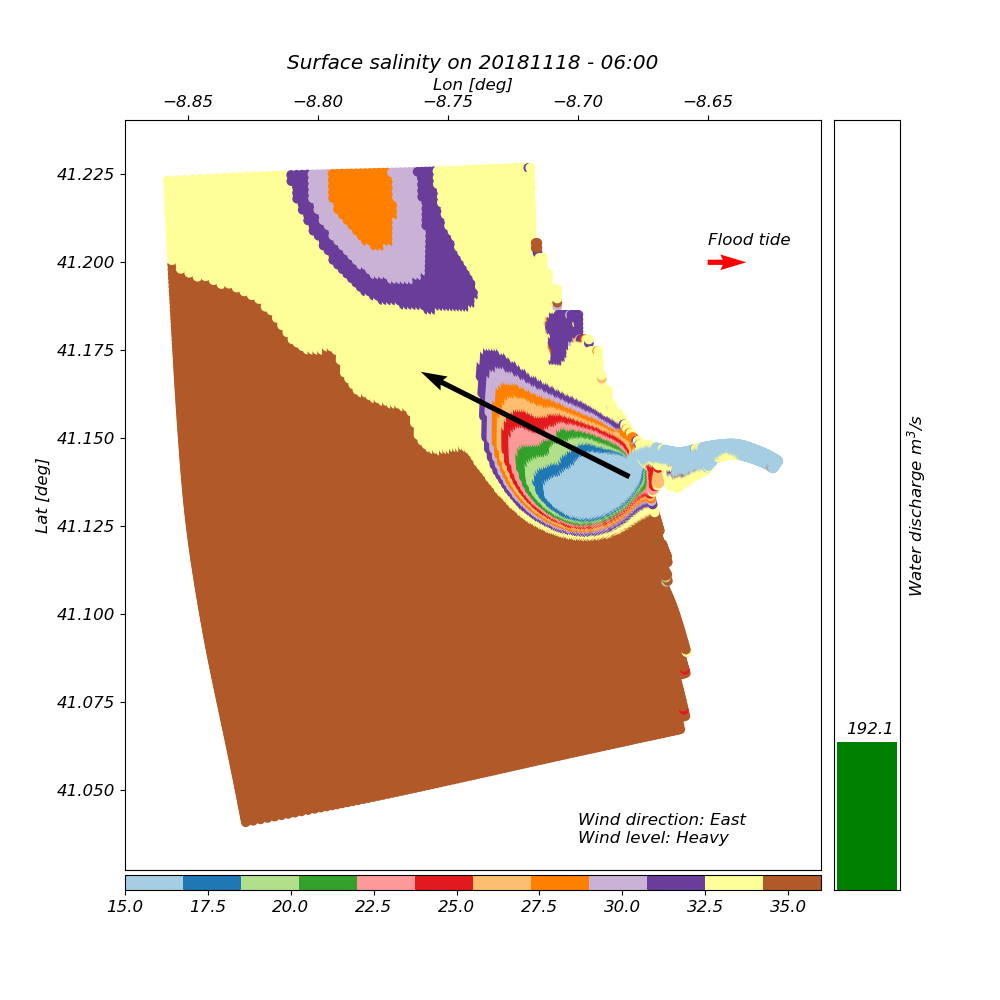 Surface salinity on 20181118 - 06:00
Lon [deg]
−8.85 −8.80 −8.75 −8.70 −8.65
41.225
41.200
41.175
41.150
41.125
41.100
41.075
41.050
Lat [deg]
Flood tide
Wind direction: East
Wind level: Heavy
15.0 17.5 20.0 22.5 25.0 27.5 30.0 32.5 35.0
192.1
Water discharge m³/s